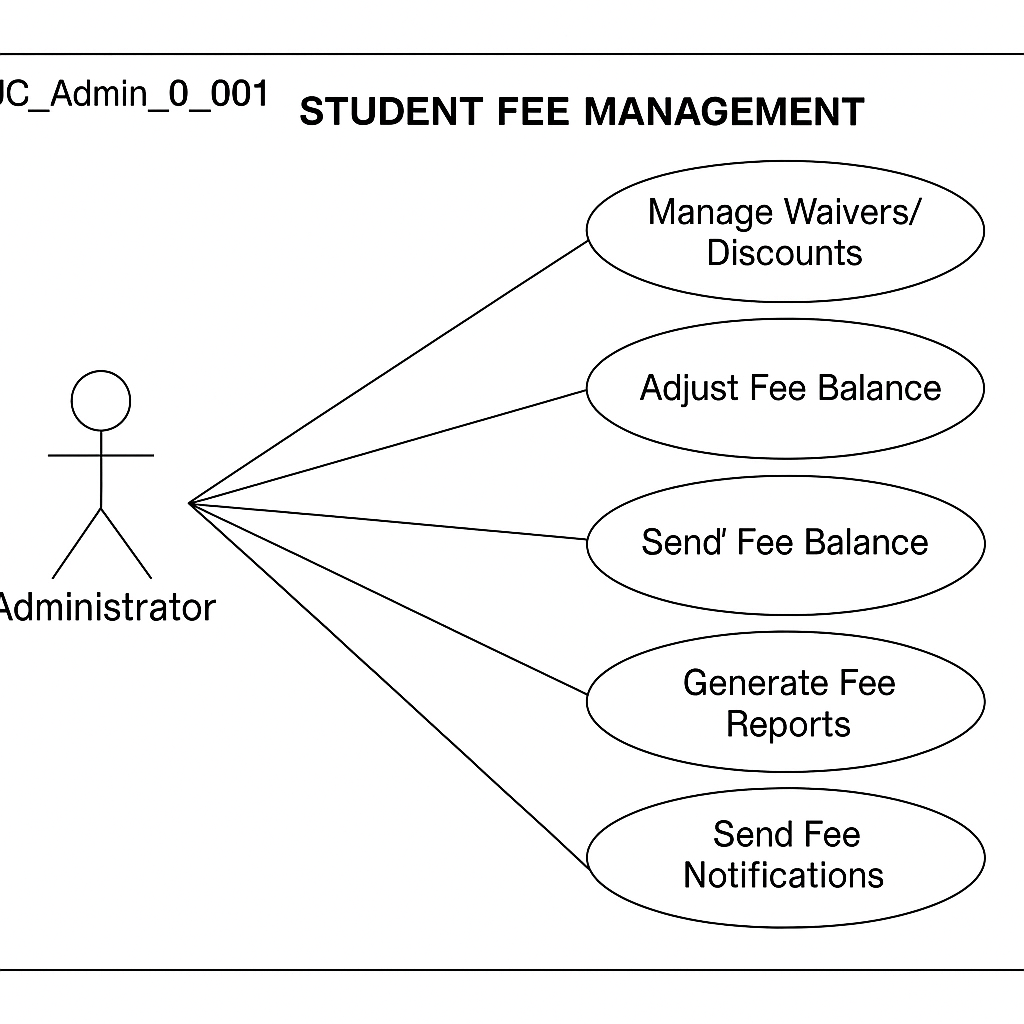 UC_Admin_0_001
STUDENT FEE MANAGEMENT
Manage Waivers/
Discounts
Adjust Fee Balance
Send’ Fee Balance
Generate Fee
Reports
Send Fee
Notifications
Administrator